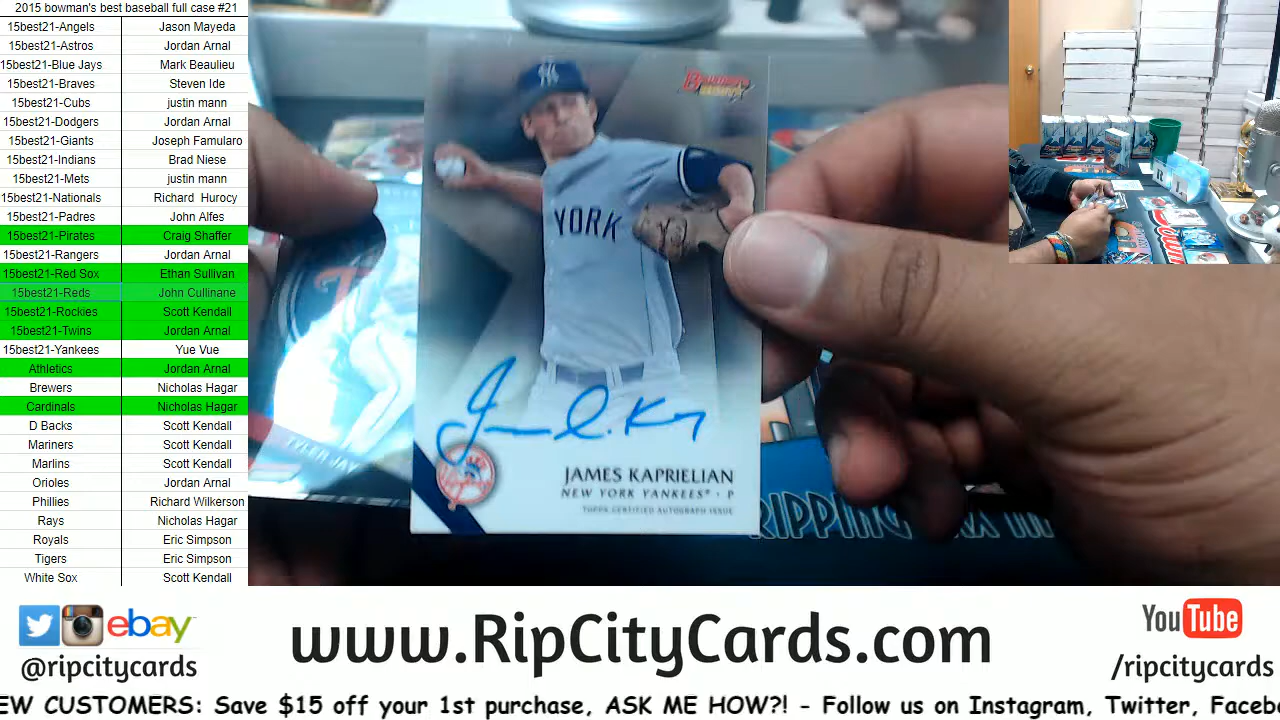 2015 bowman's best baseball full case #21
15best21-Angels Jason Mayeda
15best21-Astros Jordan Arnal
15best21-Blue Jays Mark Beaulieu
15best21-Braves Steven Ide
15best21-Cubs justin mann
15best21-Dodgers Jordan Arnal
15best21-Giants Joseph Famularo
15best21-Indians Brad Niese
15best21-Mets justin mann
15best21-Nationals Richard Hurocy
15best21-Padres John Alfes
15best21-Pirates Craig Shaffer
15best21-Rangers Jordan Arnal
15best21-Red Sox Ethan Sullivan
15best21-Reds John Cullinane
15best21-Rockies Scott Kendall
15best21-Twins Jordan Arnal
15best21-Yankees Yue Vue
Athletics Jordan Arnal
Brewers Nicholas Hagar
Cardinals Nicholas Hagar
D Backs Scott Kendall
Mariners Scott Kendall
Marlins Scott Kendall
Orioles Jordan Arnal
Phillies Richard Wilkerson
Rays Nicholas Hagar
Royals Eric Simpson
Tigers Eric Simpson
White Sox Scott Kendall
Bowman's
YORK
JAMES KAPRIELIAN
NEW YORK YANKEES® · P
TOPPS CERTIFIED AUTOGRAPH ISSUE
TYLER JA
RIPPING
ebay
@ripcitycards
www.RipCityCards.com
YouTube
/ripcitycards
EW CUSTOMERS: Save $15 off your 1st purchase, ASK ME HOW?! - Follow us on Instagram, Twitter, Facebo